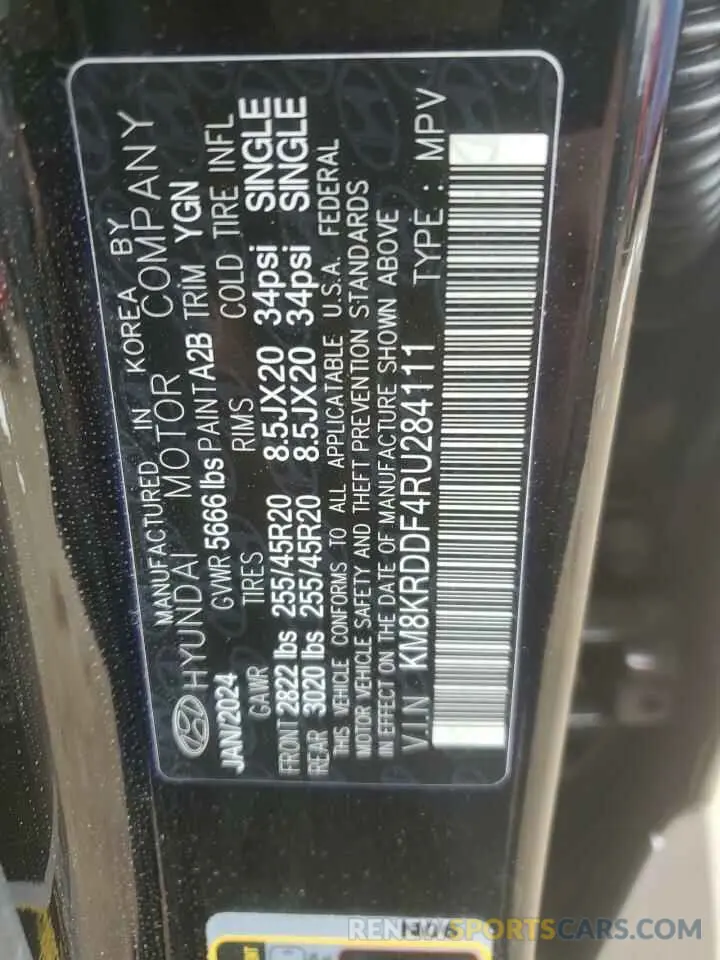 MANUFACTURED IN KOREA BY
HYUNDAI MOTOR COMPANY
JAN/2024 GVWR 5666 lbs PAINT A2B TRIM YGN
GAWR TIRES RIMS COLD TIRE INFL
FRONT 2822 lbs 255/45R20 8.5JX20 34psi SINGLE
REAR 3020 lbs 255/45R20 8.5JX20 34psi SINGLE
THIS VEHICLE CONFORMS TO ALL APPLICATABLE U.S.A. FEDERAL
MOTOR VEHICLE SAFETY AND THEFT PREVENTION STANDARDS
IN EFFECT ON THE DATE OF MANUFACTURE SHOWN ABOVE
V.I.N KM8KRDDF4RU284111 TYPE : MPV
RENEWSPORTSCARS.COM